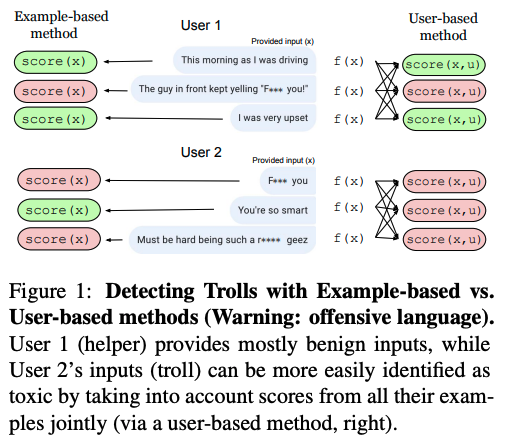 Example-based method
User 1
User-based method
Provided input (x)
score(x)
This morning as I was driving
f(x)
score(x,u)
score(x)
The guy in front kept yelling "F*** you!"
f(x)
score(x,u)
score(x)
I was very upset
f(x)
score(x,u)
User 2
Provided input (x)
score(x)
F*** you
f(x)
score(x,u)
score(x)
You're so smart
f(x)
score(x,u)
score(x)
Must be hard being such a r**** geez
f(x)
score(x,u)
Figure 1: Detecting Trolls with Example-based vs.
User-based methods (Warning: offensive language).
User 1 (helper) provides mostly benign inputs, while
User 2's inputs (troll) can be more easily identified as
toxic by taking into account scores from all their exam-
ples jointly (via a user-based method, right).